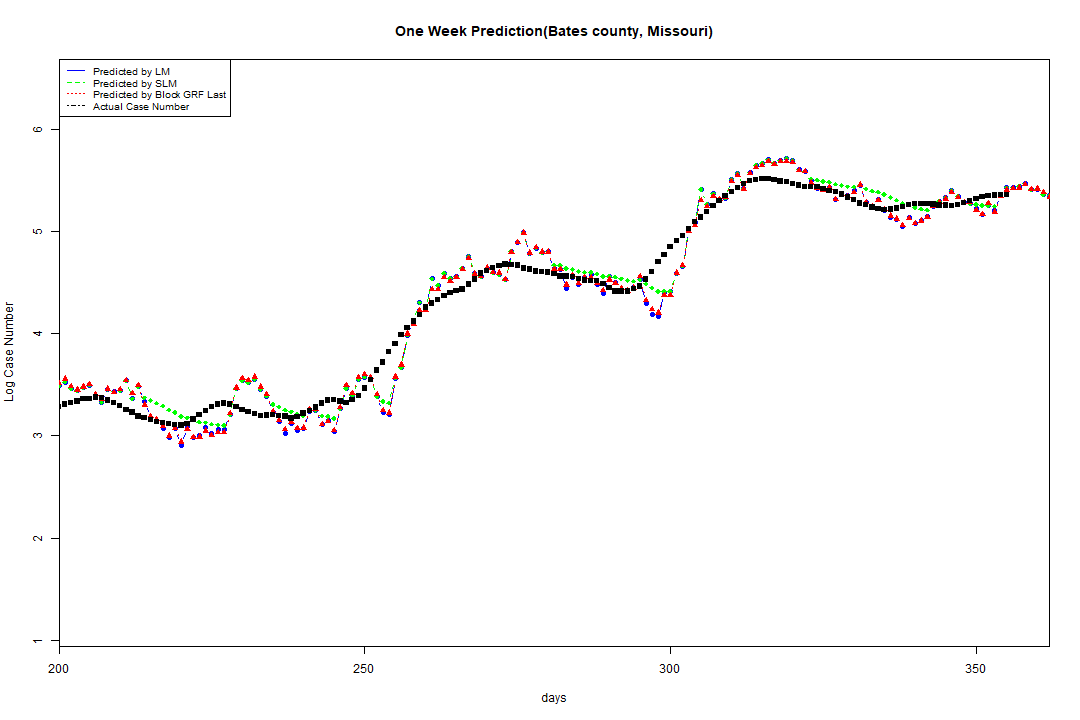 One Week Prediction(Bates county, Missouri)
Predicted by LM
Predicted by SLM
Predicted by Block GRF Last
Actual Case Number
6
5
4
3
2
1
Log Case Number
200
250
300
350
days